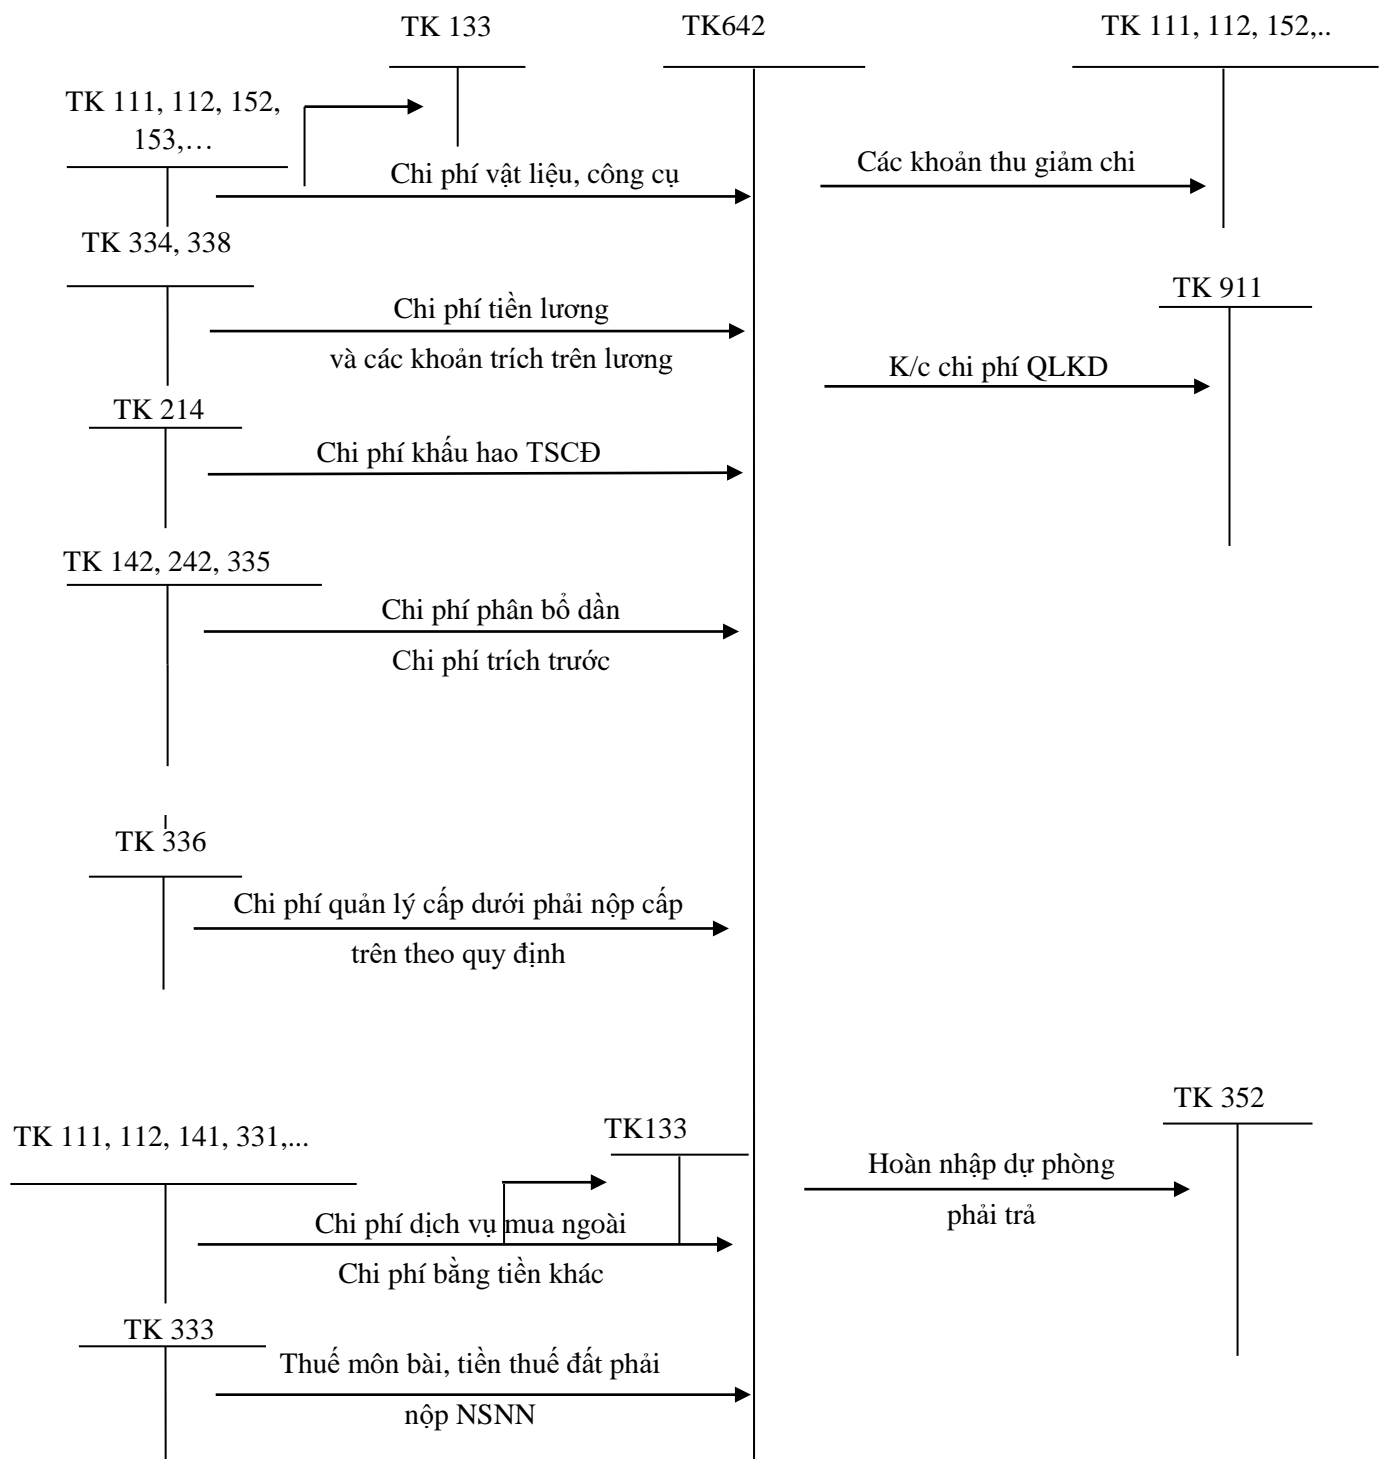 TK 133
TK642
TK 111, 112, 152,..
TK 111, 112, 152,
153,…
Chi phí vật liệu, công cụ
Các khoản thu giảm chi
TK 334, 338
TK 911
Chi phí tiền lương
và các khoản trích trên lương
K/c chi phí QLKD
TK 214
Chi phí khấu hao TSCĐ
TK 142, 242, 335
Chi phí phân bổ dần
Chi phí trích trước
TK 336
Chi phí quản lý cấp dưới phải nộp cấp
trên theo quy định
TK 352
TK 111, 112, 141, 331,...
TK133
Hoàn nhập dự phòng
phải trả
Chi phí dịch vụ mua ngoài
Chi phí bằng tiền khác
TK 333
Thuế môn bài, tiền thuế đất phải
nộp NSNN